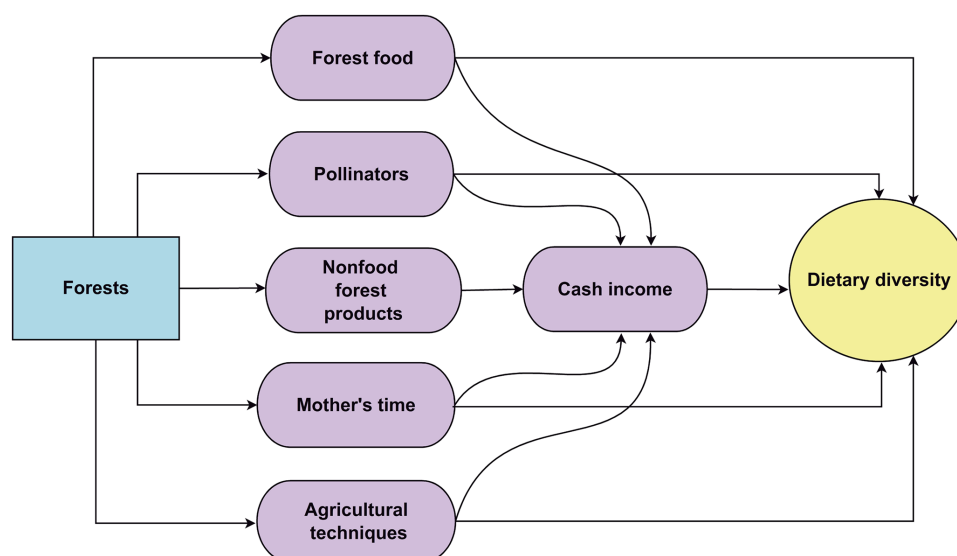 Forest food
Pollinators
Forests
Nonfood
forest
products
Cash income
Dietary diversity
Mother's time
Agricultural
techniques